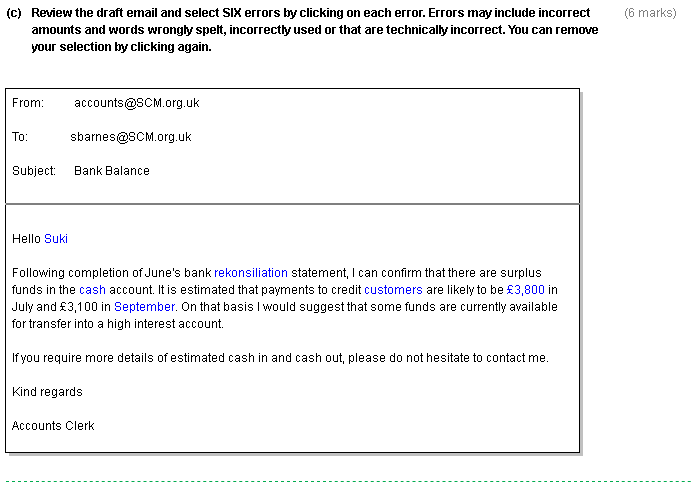 (c) Review the draft email and select SIX errors by clicking on each error. Errors may include incorrect (6 marks)
amounts and words wrongly spelt, incorrectly used or that are technically incorrect. You can remove
your selection by clicking again.
From: accounts@SCM.org.uk
To: sbarnes@SCM.org.uk
Subject: Bank Balance
Hello Suki
Following completion of June's bank rekonsiliation statement, I can confirm that there are surplus
funds in the cash account. It is estimated that payments to credit customers are likely to be £3,800 in
July and £3,100 in September. On that basis I would suggest that some funds are currently available
for transfer into a high interest account.
If you require more details of estimated cash in and cash out, please do not hesitate to contact me.
Kind regards
Accounts Clerk